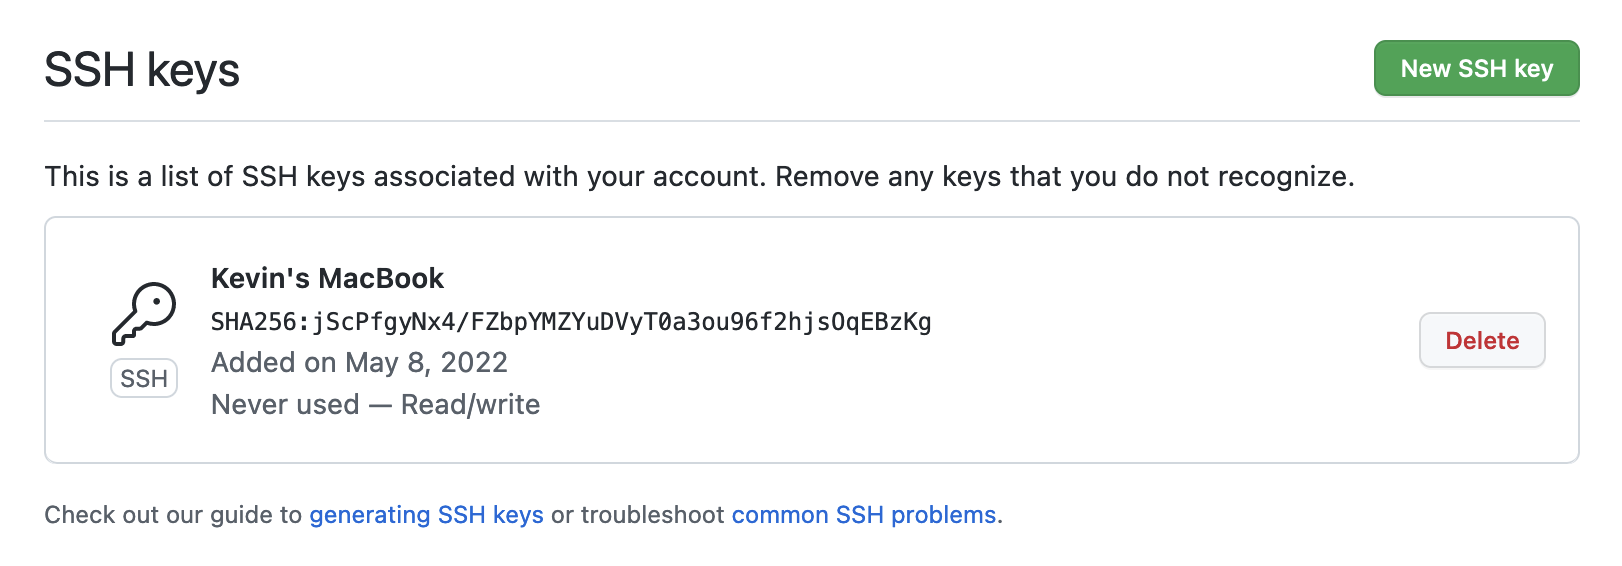 SSH keys
New SSH key
This is a list of SSH keys associated with your account. Remove any keys that you do not recognize.
Kevin's MacBook
SHA256:jScPfgyNx4/FZbpYMZYuDVyT0a3ou96f2hjsOqEBzKg
Added on May 8, 2022
Never used — Read/write
SSH
Delete
Check out our guide to generating SSH keys or troubleshoot common SSH problems.